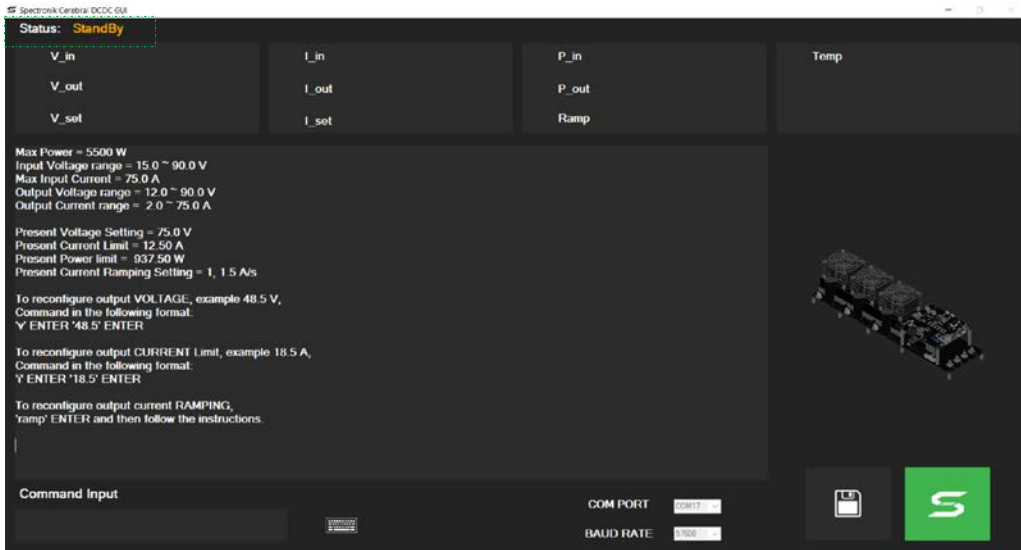 Spectronik Cerebral DCDC GUI
Status: StandBy
V_in I_in P_in Temp
V_out I_out P_out
V_set I_set Ramp
Max Power = 5500 W
Input Voltage range = 15.0 ~ 90.0 V
Max Input Current = 75.0 A
Output Voltage range = 12.0 ~ 90.0 V
Output Current range = 2.0 ~ 75.0 A
Present Voltage Setting = 75.0 V
Present Current Limit = 12.50 A
Present Power limit = 937.50 W
Present Current Ramping Setting = 1, 1.5 A/s
To reconfigure output VOLTAGE, example 48.5 V,
Command in the following format:
'v' ENTER '48.5' ENTER
To reconfigure output CURRENT Limit, example 18.5 A,
Command in the following format:
'i' ENTER '18.5' ENTER
To reconfigure output current RAMPING,
'ramp' ENTER and then follow the instructions.
Command Input
COM PORT COM17
BAUD RATE 57600